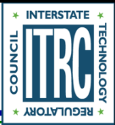 ★ INTERSTATE ★
COUNCIL
ITRC
TECHNOLOGY
REGULATORY